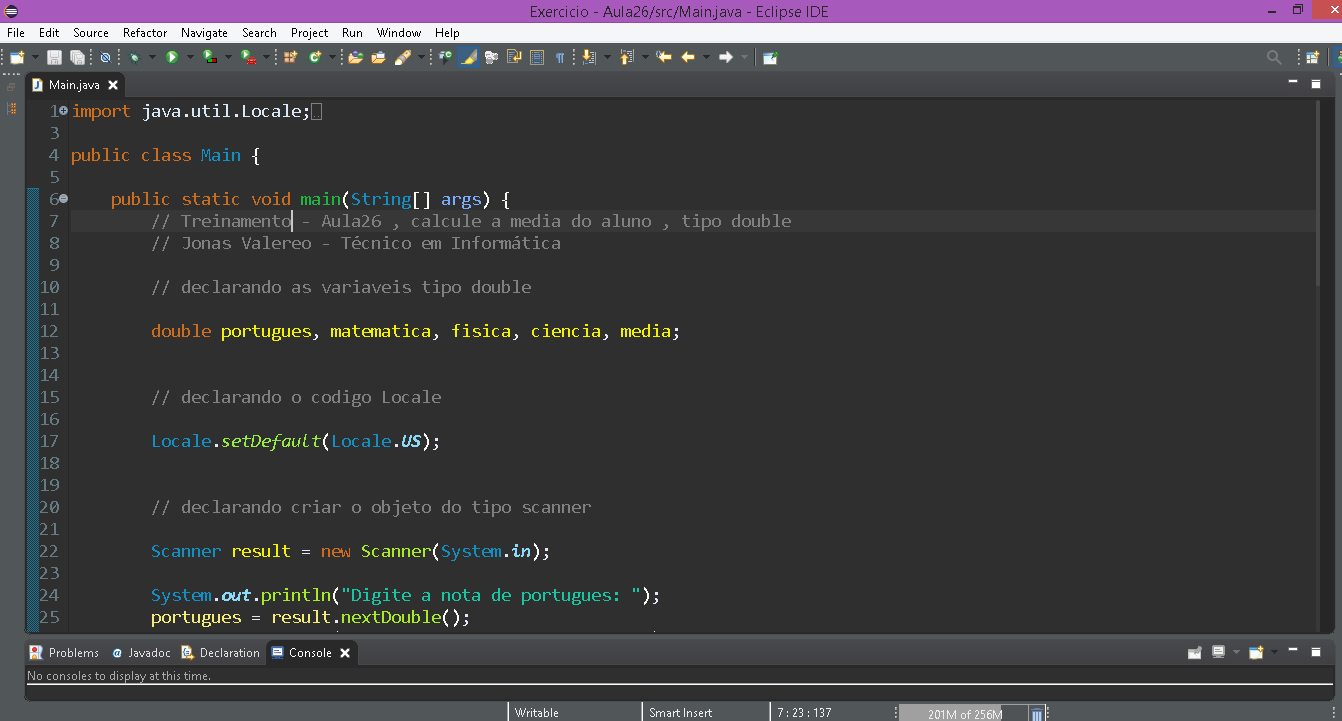 Exercicio - Aula26/src/Main.java - Eclipse IDE
File Edit Source Refactor Navigate Search Project Run Window Help
Main.java
1 import java.util.Locale;
3
4 public class Main {
5
6 public static void main(String[] args) {
7 // Treinamento - Aula26 , calcule a media do aluno , tipo double
8 // Jonas Valereo - Técnico em Informática
9
10 // declarando as variaveis tipo double
11
12 double portugues, matematica, fisica, ciencia, media;
13
14
15 // declarando o codigo Locale
16
17 Locale.setDefault(Locale.US);
18
19
20 // declarando criar o objeto do tipo scanner
21
22 Scanner result = new Scanner(System.in);
23
24 System.out.println("Digite a nota de portugues: ");
25 portugues = result.nextDouble();
Problems Javadoc Declaration Console
No consoles to display at this time.
Writable Smart Insert 7 : 23 : 137 201M of 256M